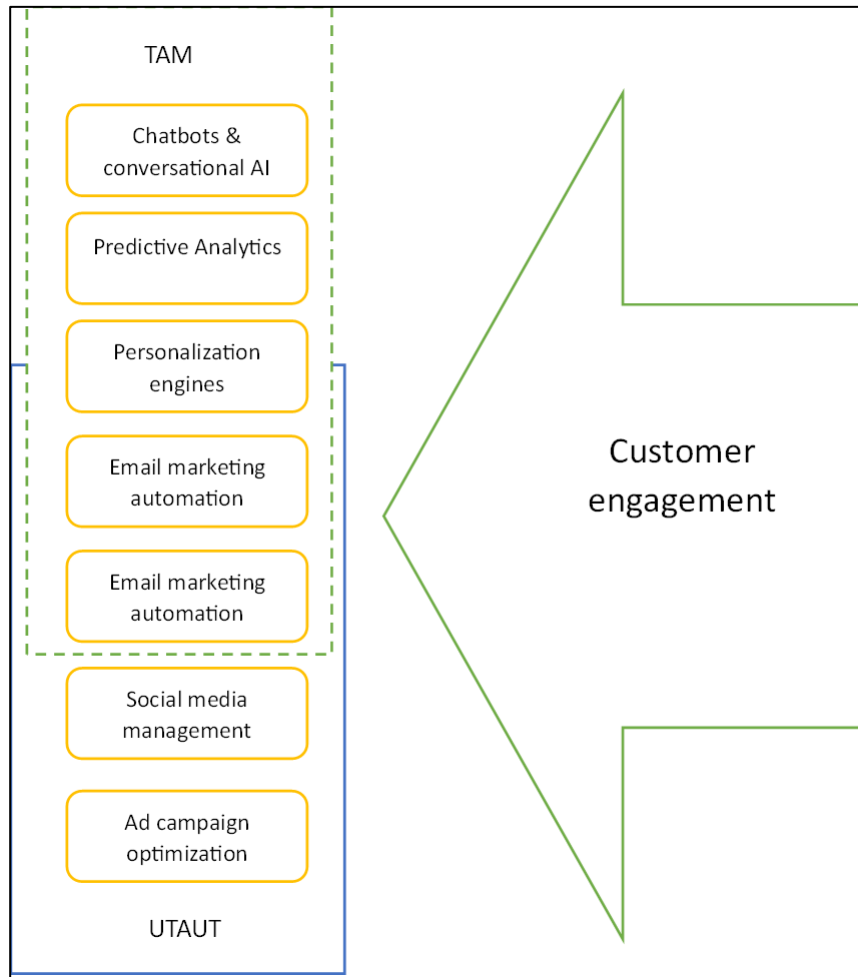 TAM
Chatbots &
conversational AI
Predictive Analytics
Personalization
engines
Email marketing
automation
Email marketing
automation
Social media
management
Ad campaign
optimization
UTAUT
Customer
engagement